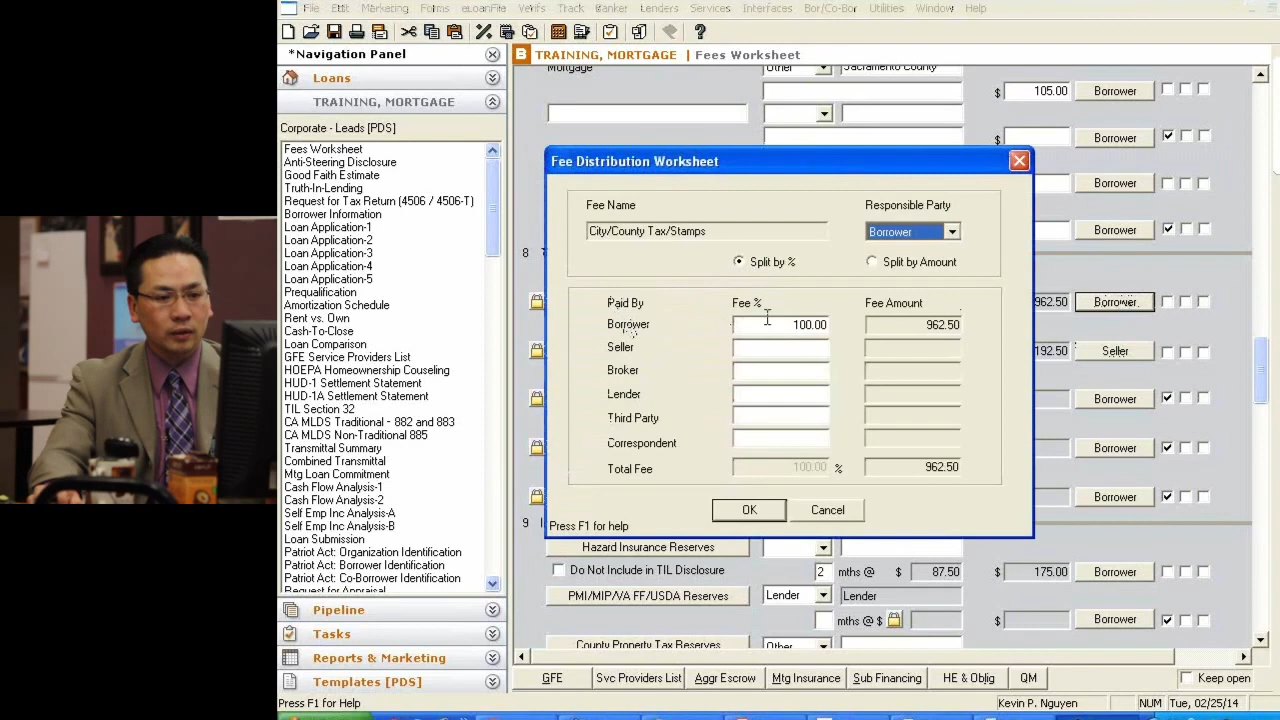 File Edit Marketing Forms eLoanFile Verifs Track Banker Lenders Services Interfaces Bor/Co-Bor Utilities Window Help
*Navigation Panel
Loans
TRAINING, MORTGAGE
Corporate - Leads [PDS]
Fees Worksheet
Anti-Steering Disclosure
Good Faith Estimate
Truth-In-Lending
Request for Tax Return (4506 / 4506-T)
Borrower Information
Loan Application-1
Loan Application-2
Loan Application-3
Loan Application-4
Loan Application-5
Prequalification
Amortization Schedule
Rent vs. Own
Cash-To-Close
Loan Comparison
GFE Service Providers List
HOEPA Homeownership Counseling
HUD-1 Settlement Statement
HUD-1A Settlement Statement
TIL Section 32
CA MLDS Traditional - 882 and 883
CA MLDS Non-Traditional 885
Transmittal Summary
Combined Transmittal
Mtg Loan Commitment
Cash Flow Analysis-1
Cash Flow Analysis-2
Self Emp Inc Analysis-A
Self Emp Inc Analysis-B
Loan Submission
Patriot Act: Organization Identification
Patriot Act: Borrower Identification
Patriot Act: Co-Borrower Identification
Request for Appraisal
Pipeline
Tasks
Reports & Marketing
Templates [PDS]
Press F1 for Help
B TRAINING, MORTGAGE | Fees Worksheet
Mortgage Other Sacramento County
$ 105.00 Borrower
$ Borrower
Borrower
Borrower
8
962.50 Borrower
192.50 Seller
Borrower
Borrower
Borrower
9
Fee Distribution Worksheet
Fee Name Responsible Party
City/County Tax/Stamps Borrower
Split by % Split by Amount
Paid By Fee % Fee Amount
Borrower 100.00 962.50
Seller
Broker
Lender
Third Party
Correspondent
Total Fee 100.00 % 962.50
OK Cancel
Press F1 for help
Hazard Insurance Reserves
Do Not Include in TIL Disclosure 2 mths @ $ 87.50 $ 175.00 Borrower
PMI/MIP/VA FF/USDA Reserves Lender Lender
mths @ $ $ Borrower
County Property Tax Reserves Other
GFE Svc Providers List Aggr Escrow Mtg Insurance Sub Financing HE & Oblig QM Keep open
Kevin P. Nguyen NUM Tue, 02/25/14